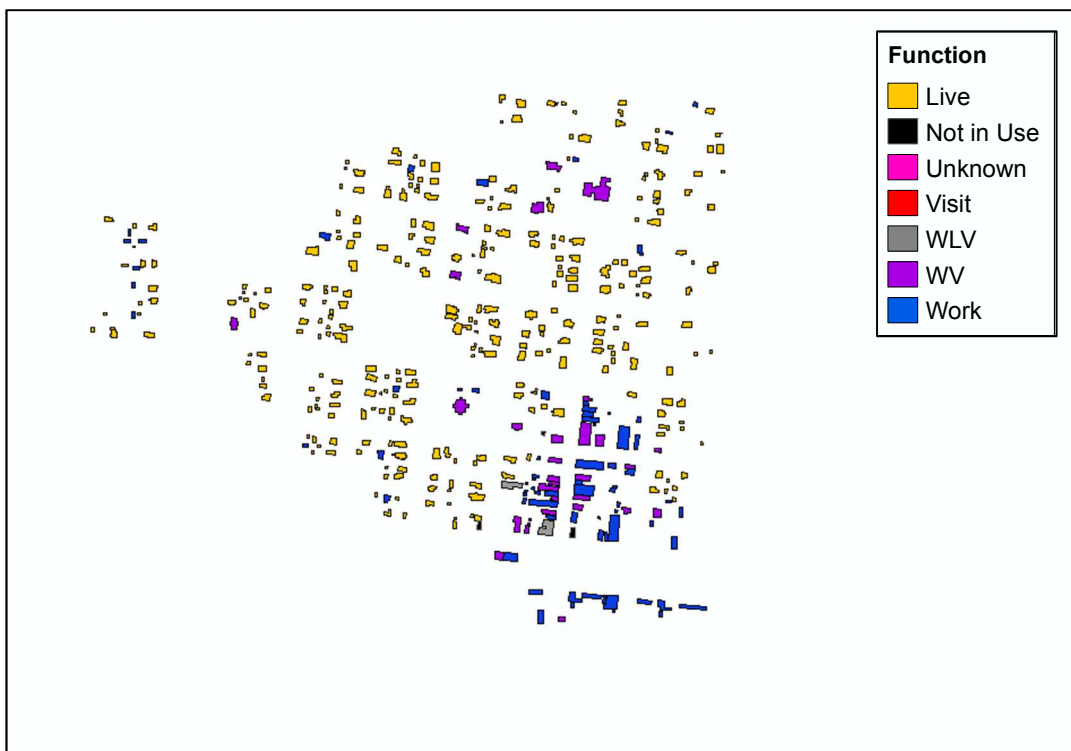 Function
Live
Not in Use
Unknown
Visit
WLV
WV
Work